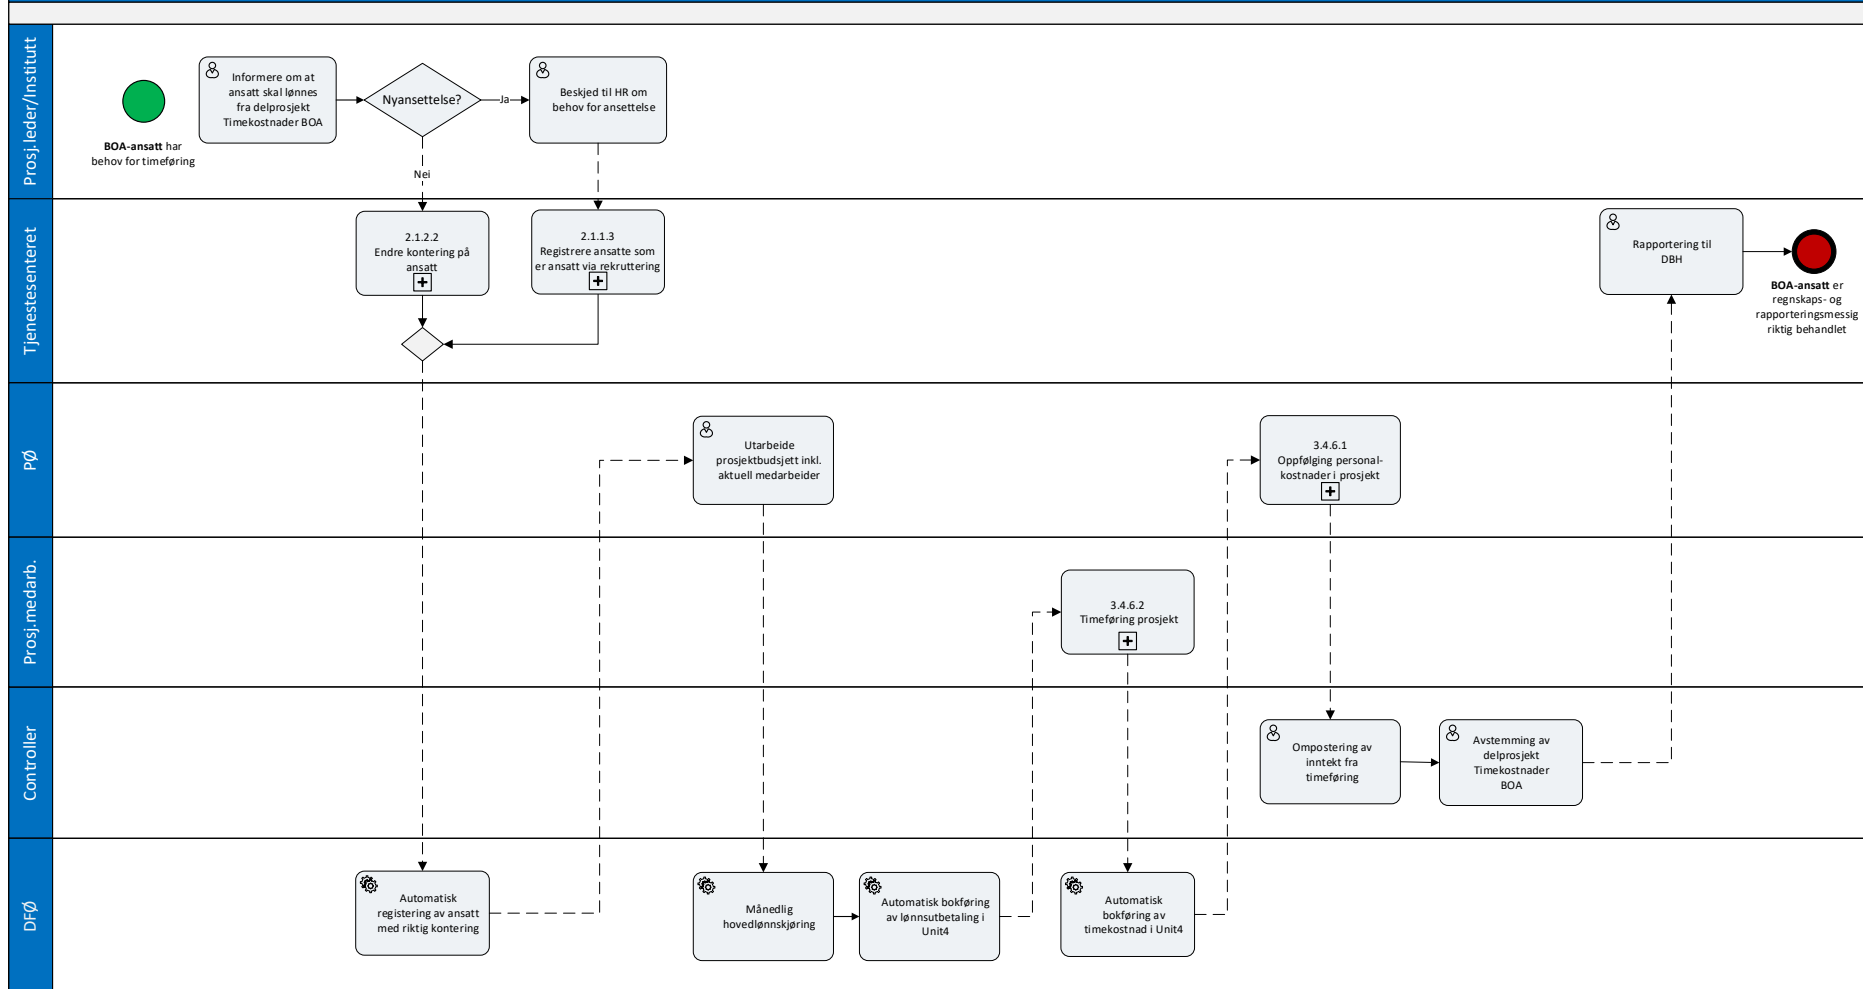 Prosj.leder/Institutt
BOA-ansatt har
behov for timeføring
Informere om at
ansatt skal lønnes
fra delprosjekt
Timekostnader BOA
Nyansettelse?
Ja
Nei
Beskjed til HR om
behov for ansettelse
Tjenestesenteret
2.1.2.2
Endre kontering på
ansatt
2.1.1.3
Registrere ansatte som
er ansatt via rekruttering
Rapportering til
DBH
BOA-ansatt er
regnskaps- og
rapporteringsmessig
riktig behandlet
PØ
Utarbeide
prosjektbudsjett inkl.
aktuell medarbeider
3.4.6.1
Oppfølging personal-
kostnader i prosjekt
Prosj.medarb.
3.4.6.2
Timeføring prosjekt
Controller
Ompostering av
inntekt fra
timeføring
Avstemming av
delprosjekt
Timekostnader
BOA
DFØ
Automatisk
registering av ansatt
med riktig kontering
Månedlig
hovedlønnskjøring
Automatisk bokføring
av lønnsutbetaling i
Unit4
Automatisk
bokføring av
timekostnad i Unit4